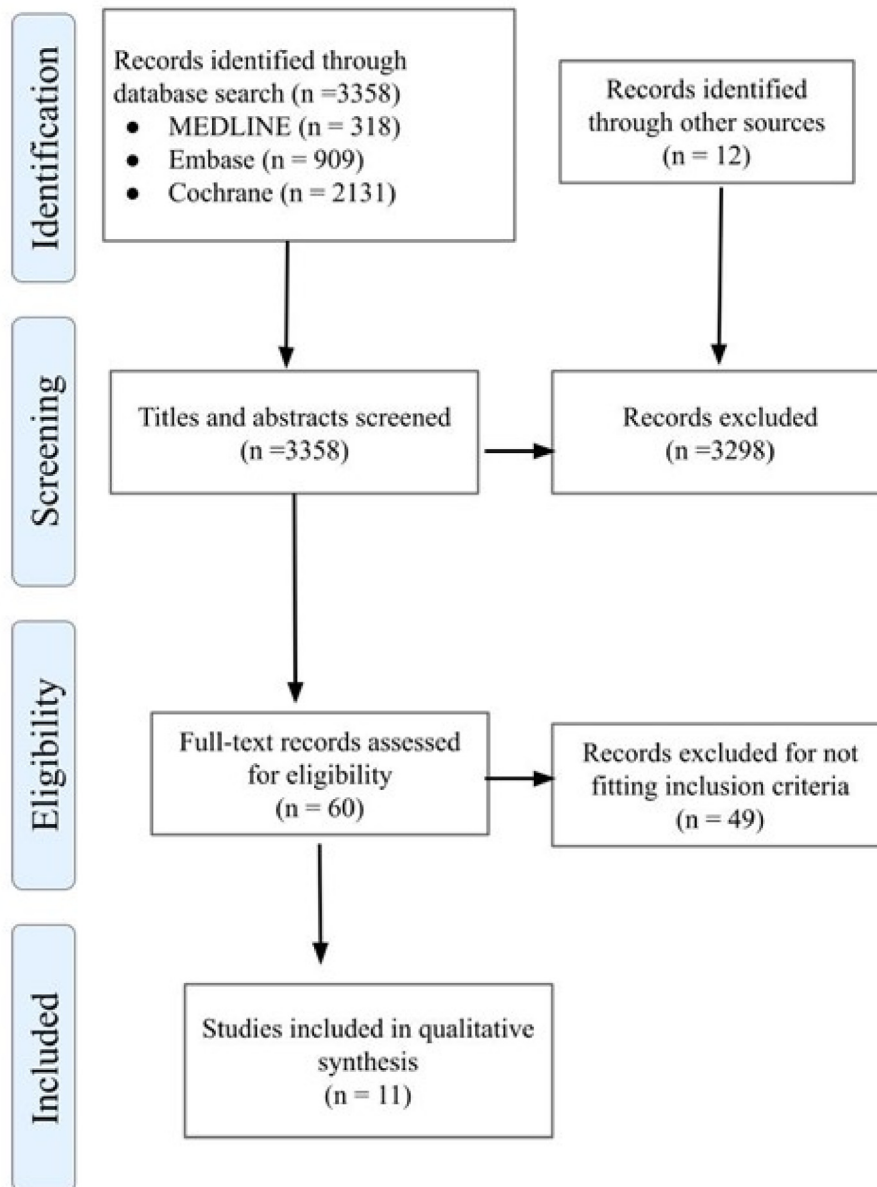 Identification
Records identified through
database search (n =3358)
● MEDLINE (n = 318)
● Embase (n = 909)
● Cochrane (n = 2131)
Records identified
through other sources
(n = 12)
Screening
Titles and abstracts screened
(n =3358)
Records excluded
(n =3298)
Eligibility
Full-text records assessed
for eligibility
(n = 60)
Records excluded for not
fitting inclusion criteria
(n = 49)
Included
Studies included in qualitative
synthesis
(n = 11)